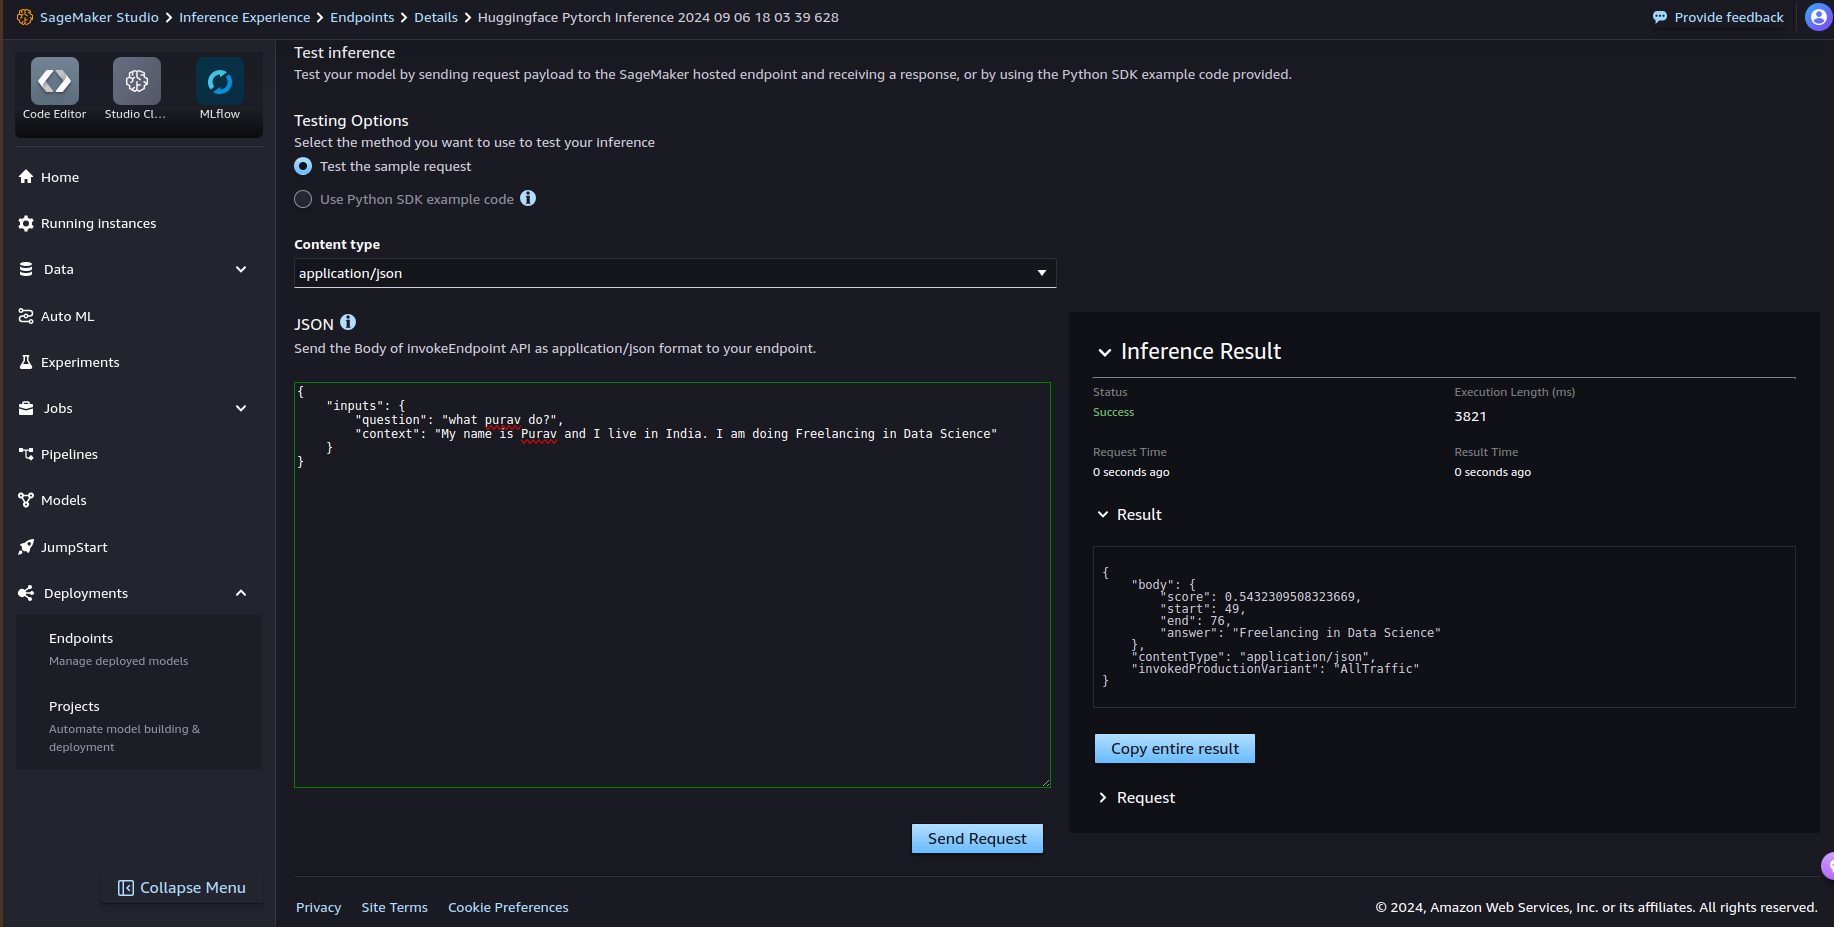 SageMaker Studio > Inference Experience > Endpoints > Details > Huggingface Pytorch Inference 2024 09 06 18 03 39 628
Provide feedback
Code Editor
Studio Cl...
MLflow
Home
Running instances
Data
Auto ML
Experiments
Jobs
Pipelines
Models
JumpStart
Deployments
Endpoints
Manage deployed models
Projects
Automate model building &
deployment
Collapse Menu
Test inference
Test your model by sending request payload to the SageMaker hosted endpoint and receiving a response, or by using the Python SDK example code provided.
Testing Options
Select the method you want to use to test your inference
Test the sample request
Use Python SDK example code
Content type
application/json
JSON
Send the Body of invokeEndpoint API as application/json format to your endpoint.
{
    "inputs": {
        "question": "what purav do?",
        "context": "My name is Purav and I live in India. I am doing Freelancing in Data Science"
    }
}
Send Request
Inference Result
Status
Success
Execution Length (ms)
3821
Request Time
0 seconds ago
Result Time
0 seconds ago
Result
{
    "body": {
        "score": 0.5432309508323669,
        "start": 49,
        "end": 76,
        "answer": "Freelancing in Data Science"
    },
    "contentType": "application/json",
    "invokedProductionVariant": "AllTraffic"
}
Copy entire result
Request
Privacy
Site Terms
Cookie Preferences
© 2024, Amazon Web Services, Inc. or its affiliates. All rights reserved.